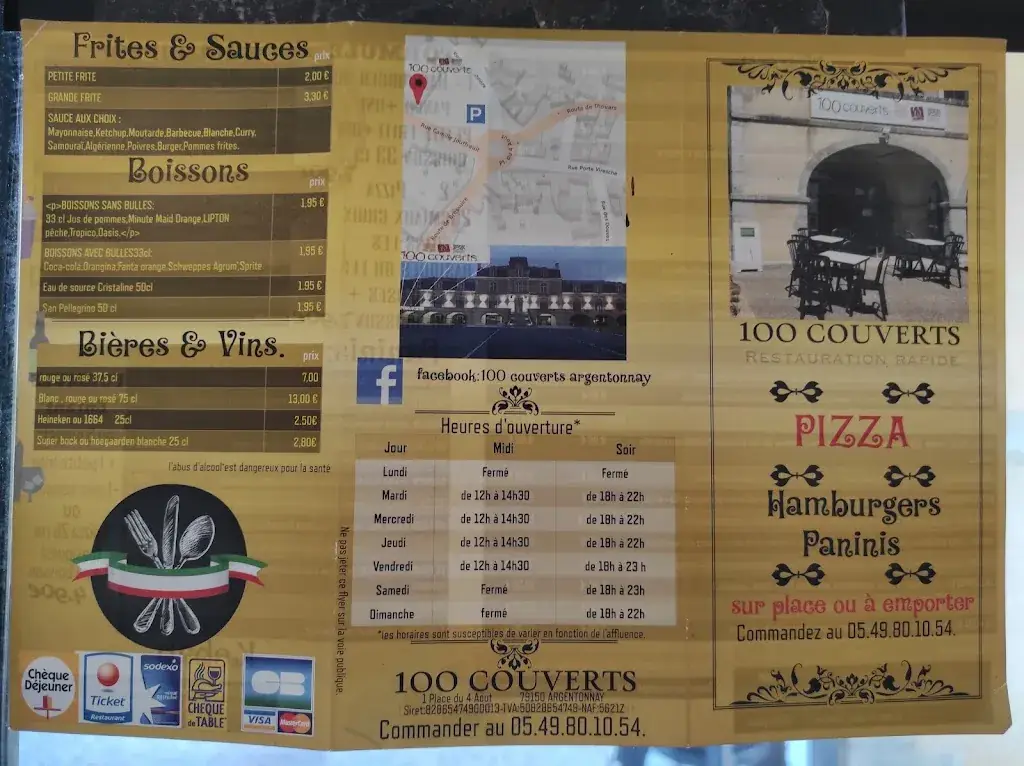 Frites & Sauces prix
PETITE FRITE 2,00 €
GRANDE FRITE 3,30 €
SAUCE AUX CHOIX :
Mayonnaise,Ketchup,Moutarde,Barbecue,Blanche,Curry,
Samouraï,Algérienne,Poivres,Burger,Pommes frites.
Boissons
prix
<p>BOISSONS SANS BULLES: 1,95 €
33 cl Jos de pommes,Minute Maid Orange,LIPTON
pêche,Tropico,Oasis,</p>
BOISSONS AVEC BULLES33cl: 1,95 €
Coca-cola,Orangina,Fanta orange,Schweppes Agrum',Sprite
Eau de source Cristaline 50cl 1,95 €
San Pellegrino 50 cl 1,95 €
Bières & Vins. prix
rouge ou rosé 37,5 cl 7,00
Blanc , rouge ou rosé 75 cl 13,00 €
Heineken ou 1664 25cl 2.50€
Super bock ou hoegaarden blanche 25 cl 2,80€
l'abus d'alcool est dangereux pour la santé
Chèque
Déjeuner
Ticket
Restaurant
sodexo
CHEQUE
de TABLE
CB
VISA MasterCard
Ne pas jeter ce flyer sur la voie publique.
100 couverts
P
Route de Thouars
Rue Porte Viresche
100 couverts
facebook:100 couverts argentonnay
Heures d'ouverture*
Jour Midi Soir
Lundi Fermé Fermé
Mardi de 12h à 14h30 de 18h à 22h
Mercredi de 12h à 14h30 de 18h à 22h
Jeudi de 12h à 14h30 de 18h à 22h
Vendredi de 12h à 14h30 de 18h à 23 h
Samedi Fermé de 18h à 23h
Dimanche fermé de 18h à 22h
*les horaires sont susceptibles de varier en fonction de l'affluence.
100 COUVERTS
1 Place du 4 Aout 79150 ARGENTONNAY
Commander au 05.49.80.10.54.
100 couverts
100 COUVERTS
RESTAURATION RAPIDE
PIZZA
Hamburgers
Paninis
sur place ou à emporter
Commandez au 05.49.80.10.54.